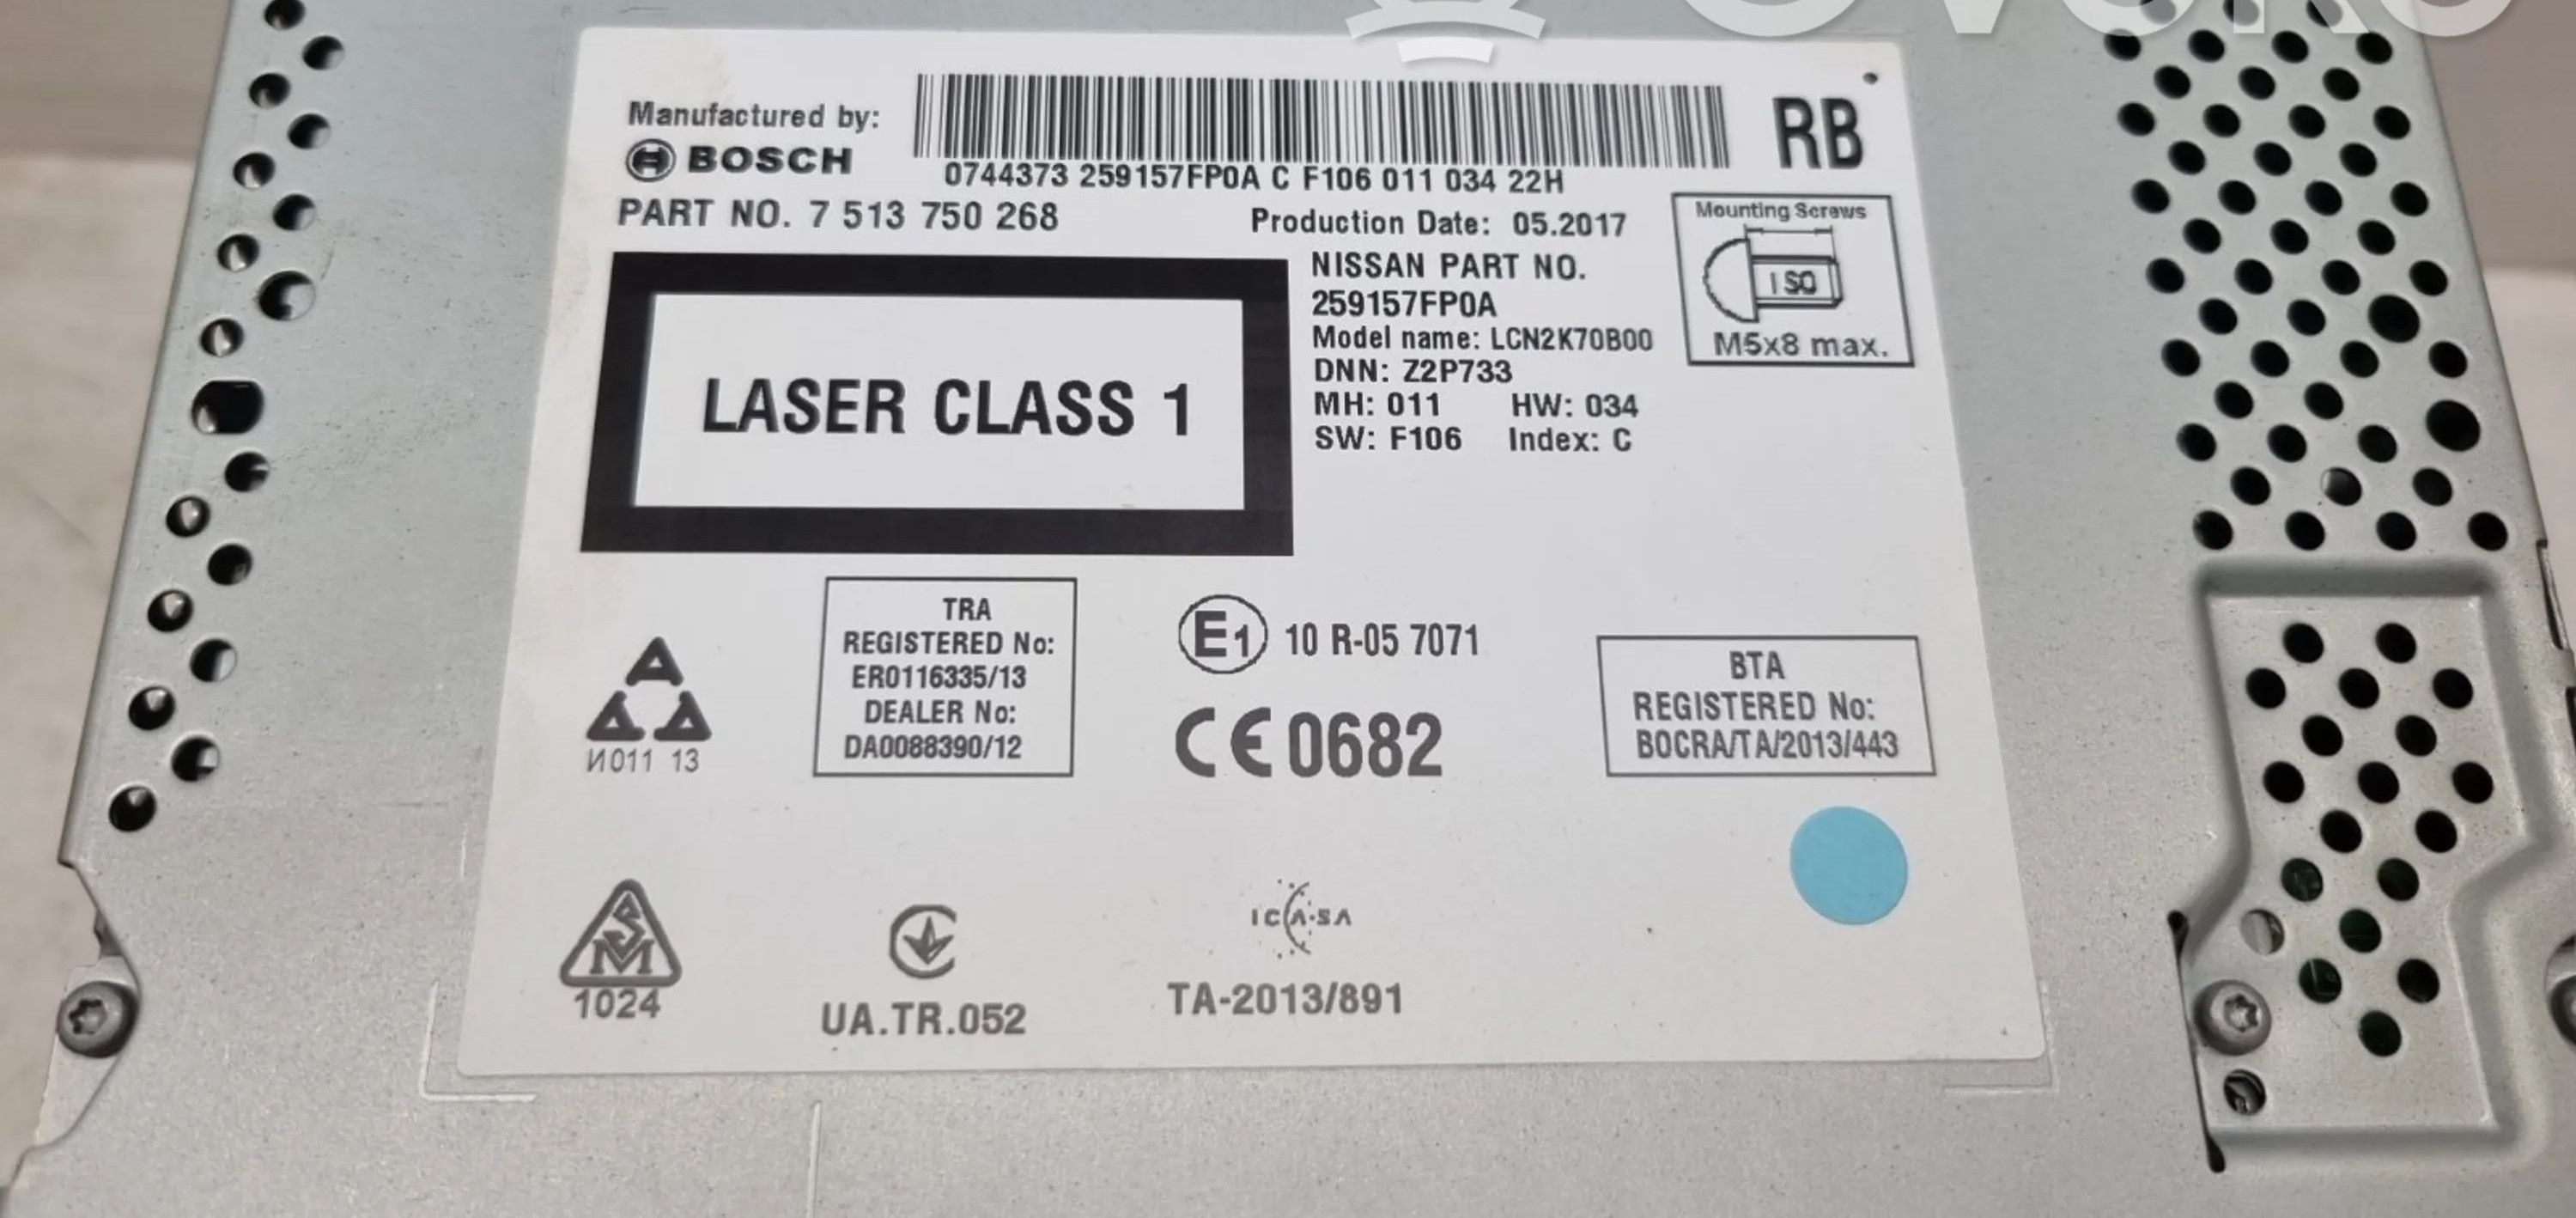 Manufactured by:
BOSCH
0744373 259157FP0A C F106 011 034 22H
RB
PART NO. 7 513 750 268
Production Date: 05.2017
Mounting Screws
ISO
M5x8 max.
NISSAN PART NO.
259157FP0A
Model name: LCN2K70B00
DNN: Z2P733
MH: 011 HW: 034
SW: F106 Index: C
LASER CLASS 1
TRA
REGISTERED No:
ER0116335/13
DEALER No:
DA0088390/12
E1 10 R-05 7071
CE 0682
BTA
REGISTERED No:
BOCRA/TA/2013/443
A
И011 13
SM
1024
UA.TR.052
ICASA
TA-2013/891